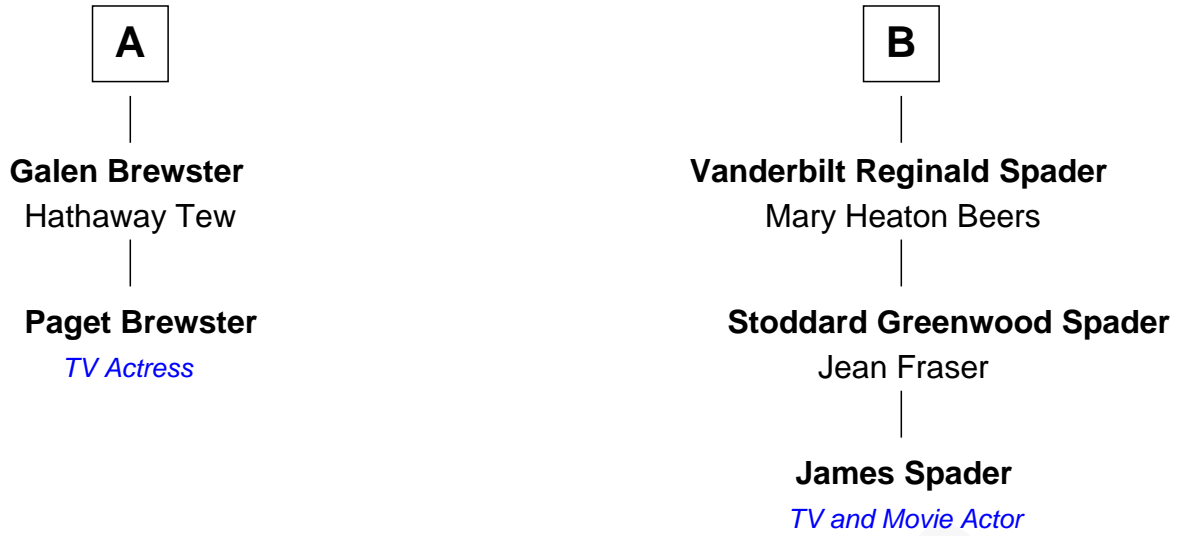 A
Galen Brewster
Hathaway Tew
Paget Brewster
TV Actress
B
Vanderbilt Reginald Spader
Mary Heaton Beers
Stoddard Greenwood Spader
Jean Fraser
James Spader
TV and Movie Actor